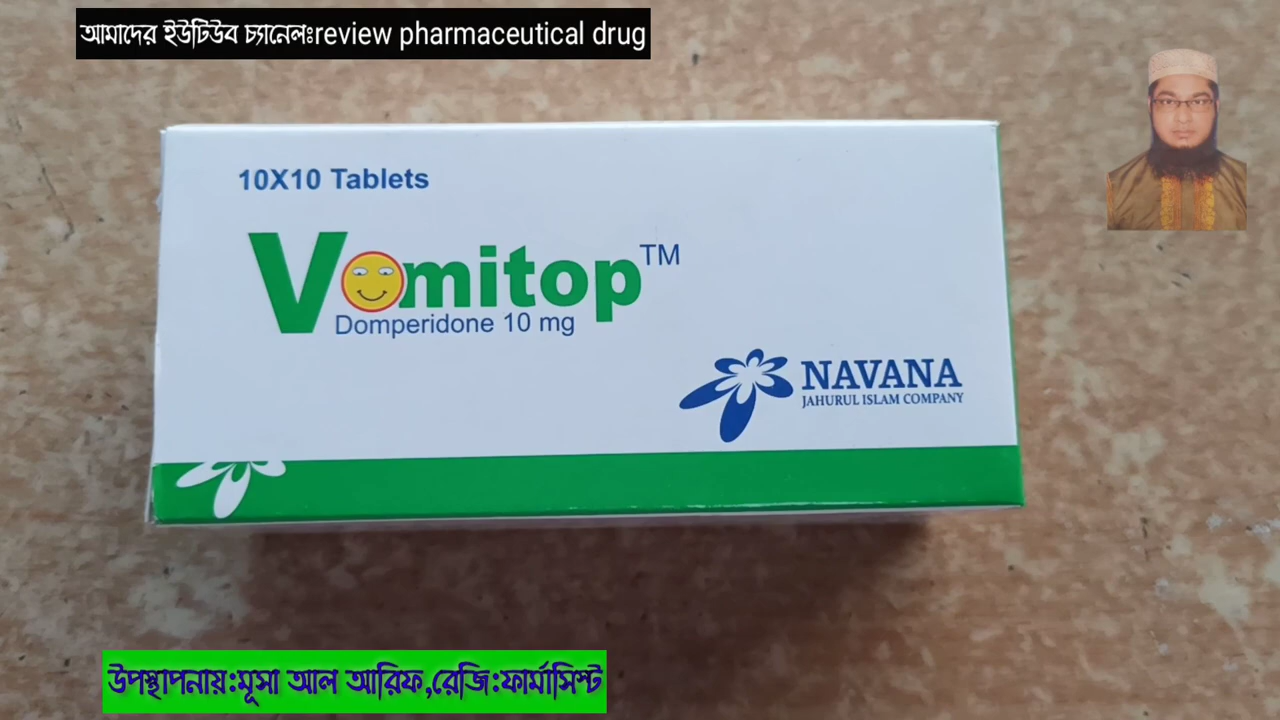 আমাদের ইউটিউব চ্যানেলঃreview pharmaceutical drug
10X10 Tablets
Vomitop™
Domperidone 10 mg
NAVANA
JAHURUL ISLAM COMPANY
উপস্থাপনায়:মূসা আল আরিফ,রেজি:ফার্মাসিস্ট